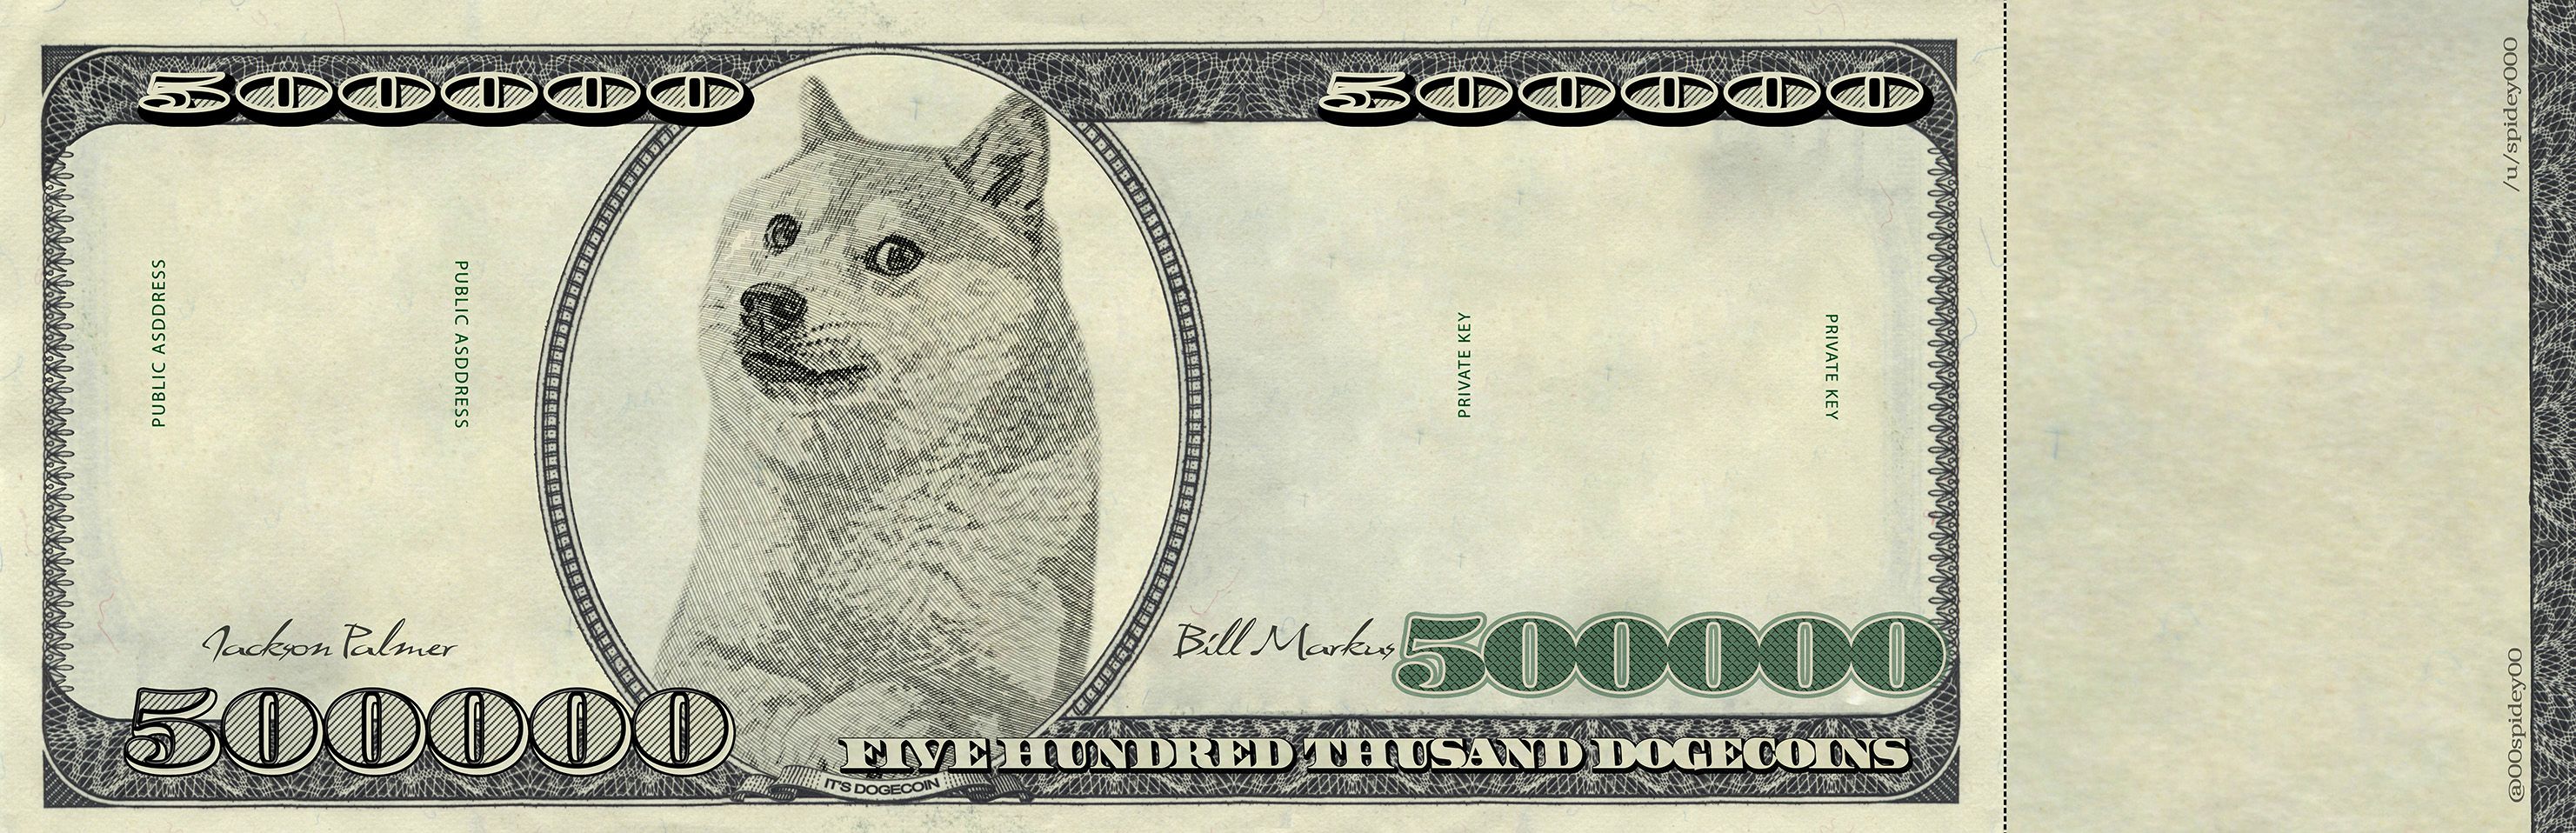 500000
500000
/u/spidey000
PUBLIC ASDDRESS
PUBLIC ASDDRESS
PRIVATE KEY
PRIVATE KEY
Jackson Palmer
Bill Markus
500000
500000
FIVE HUNDRED THUSAND DOGECOINS
IT'S DOGECOIN
@a00spidey00